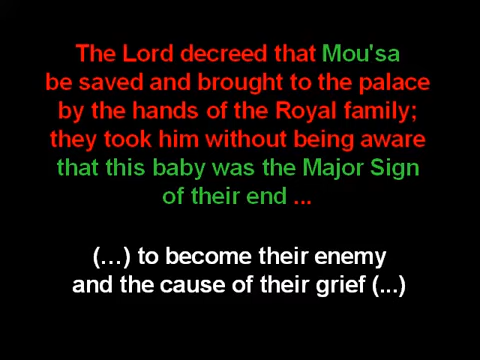 The Lord decreed that Mou'sa
be saved and brought to the palace
by the hands of the Royal family;
they took him without being aware
that this baby was the Major Sign
of their end ...
(…) to become their enemy
and the cause of their grief (...)